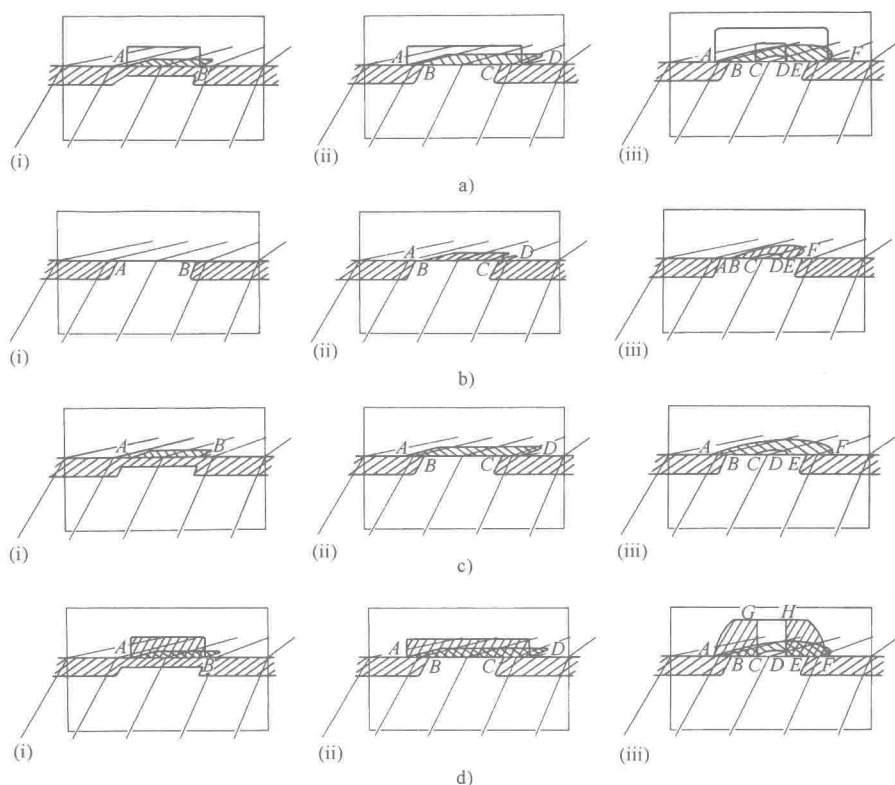 A B
(i)
A B C D
(ii)
A B C D E F
(iii)
a)
A B
(i)
A B C D
(ii)
A B C D E F
(iii)
b)
A B
(i)
A B C D
(ii)
A B C D E F
(iii)
c)
A B
(i)
A B C D
(ii)
G H
A B C D E F
(iii)
d)